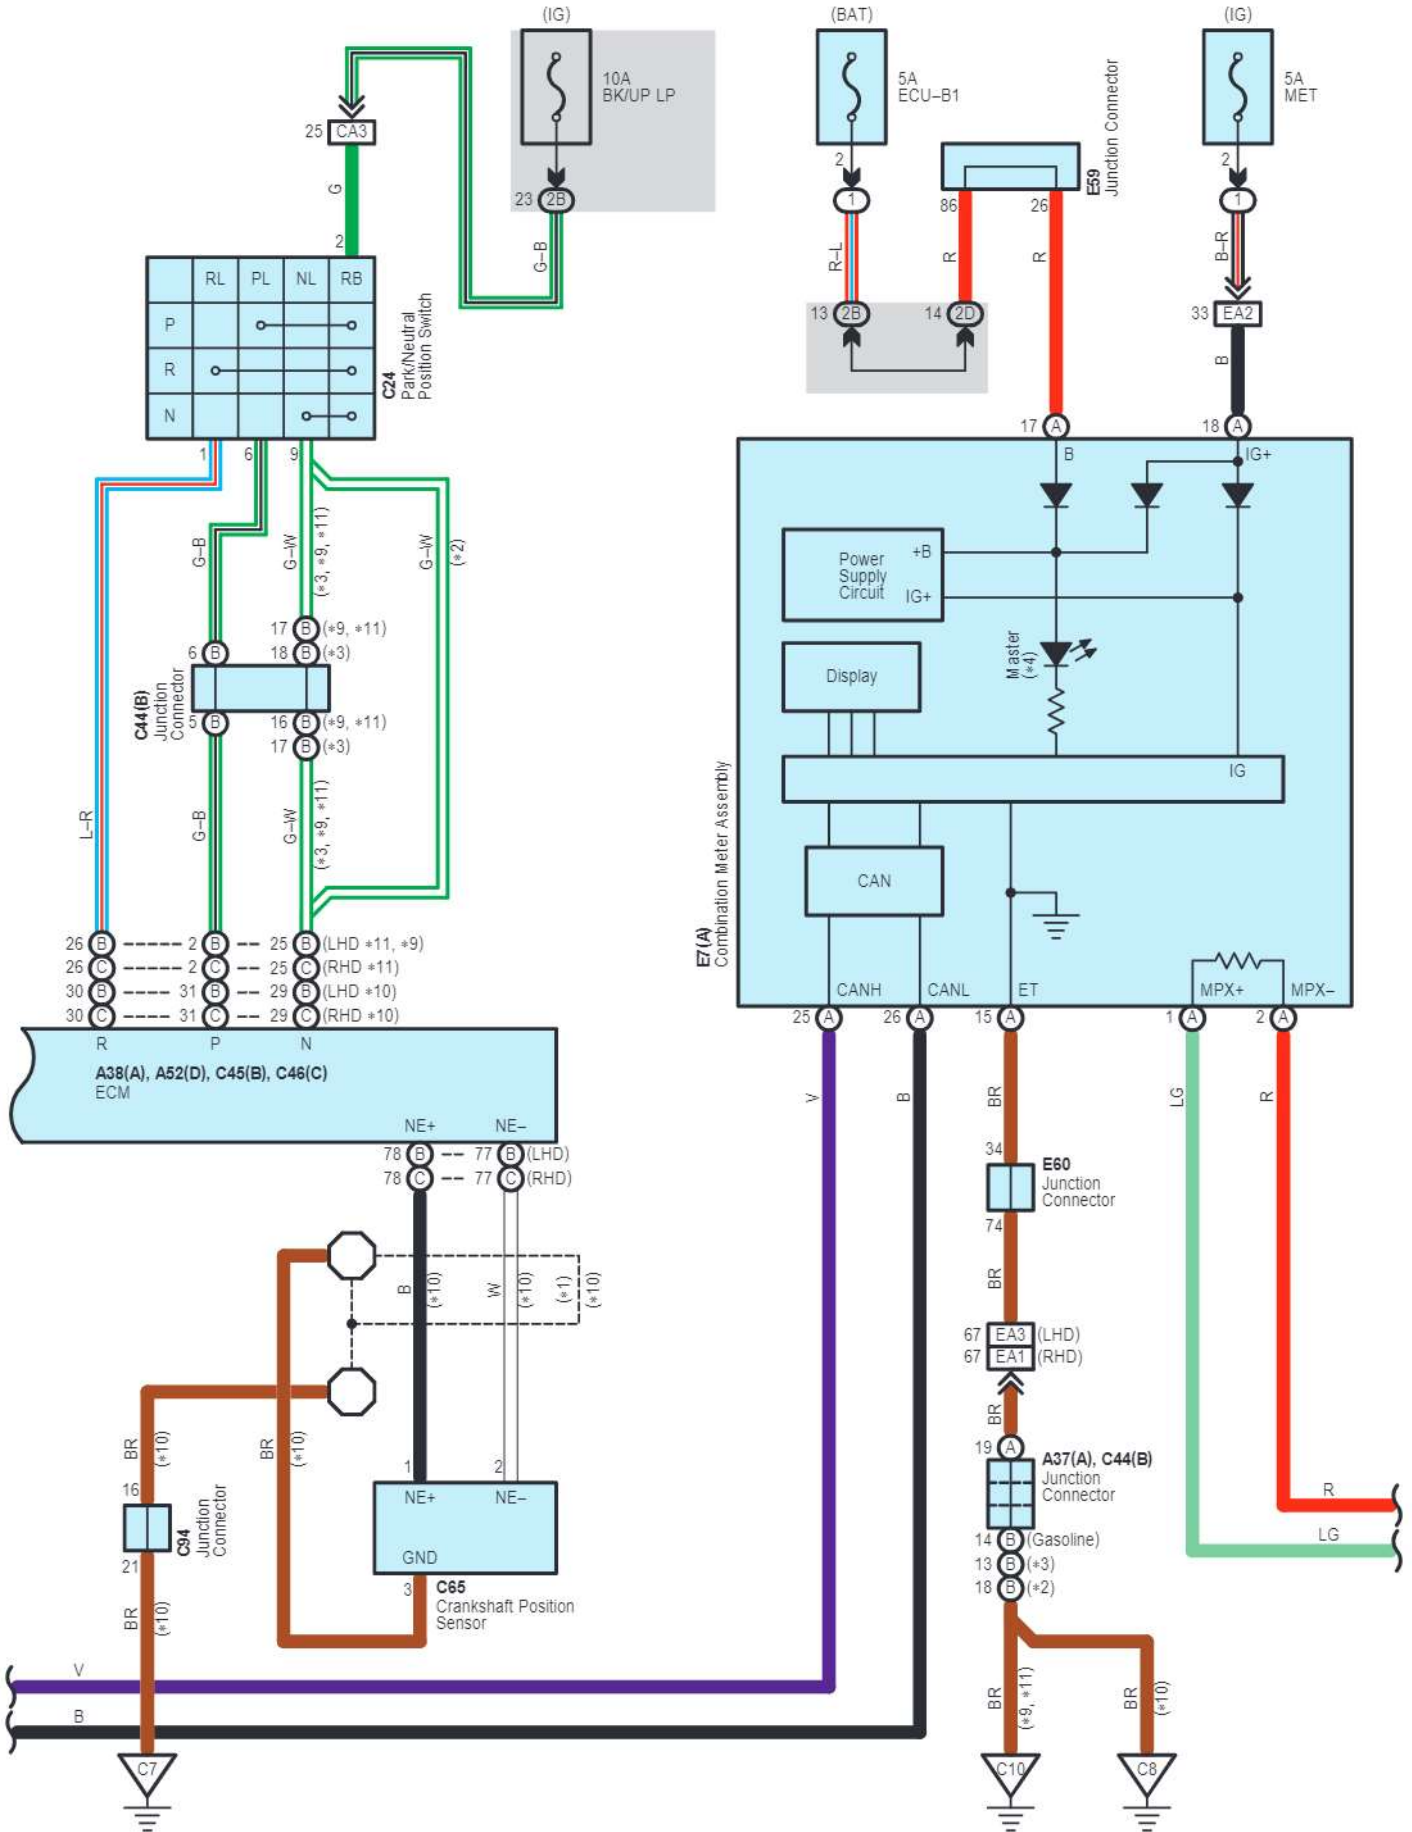 (IG)
(BAT)
(IG)
10A
BK/UP LP
5A
ECU–B1
5A
MET
E59
Junction Connector
25 CA3
2
2
23 2B
1
86
26
1
G
2
G–B
R–L
R
R
B–R
RL PL NL RB
13 2B
14 2D
33 EA2
P
R
N
C24
Park/Neutral
Position Switch
B
17 A
18 A
1
6
9
B
IG+
G–B
G–W
(∗3, ∗9, ∗11)
G–W
(∗2)
Power
Supply
Circuit
+B
IG+
17 B (∗9, ∗11)
6 B
18 B (∗3)
Master
(∗4)
Display
C44(B)
Junction
Connector
5 B
16 B (∗9, ∗11)
17 B (∗3)
IG
L–R
G–B
G–W
(∗3, ∗9, ∗11)
CAN
E7(A)
Combination Meter Assembly
26 B 2 B 25 B (LHD ∗11, ∗9)
26 C 2 C 25 C (RHD ∗11)
30 B 31 B 29 B (LHD ∗10)
30 C 31 C 29 C (RHD ∗10)
CANH CANL ET MPX+ MPX–
25 A 26 A 15 A 1 A 2 A
R P N
A38(A), A52(D), C45(B), C46(C)
ECM
V
B
BR
LG
R
NE+ NE–
78 B 77 B (LHD)
78 C 77 C (RHD)
34
E60
Junction
Connector
74
B
(∗10)
W
(∗10)
(∗1)
(∗10)
BR
67 EA3 (LHD)
67 EA1 (RHD)
BR
BR
(∗10)
BR
(∗10)
19 A
A37(A), C44(B)
Junction
Connector
1
2
16
NE+ NE–
R
C94
Junction
Connector
14 B (Gasoline)
LG
GND
13 B (∗3)
21
3
18 B (∗2)
C65
Crankshaft Position
Sensor
BR
(∗10)
V
BR
(∗9, ∗11)
BR
(∗10)
B
C7
C10
C8